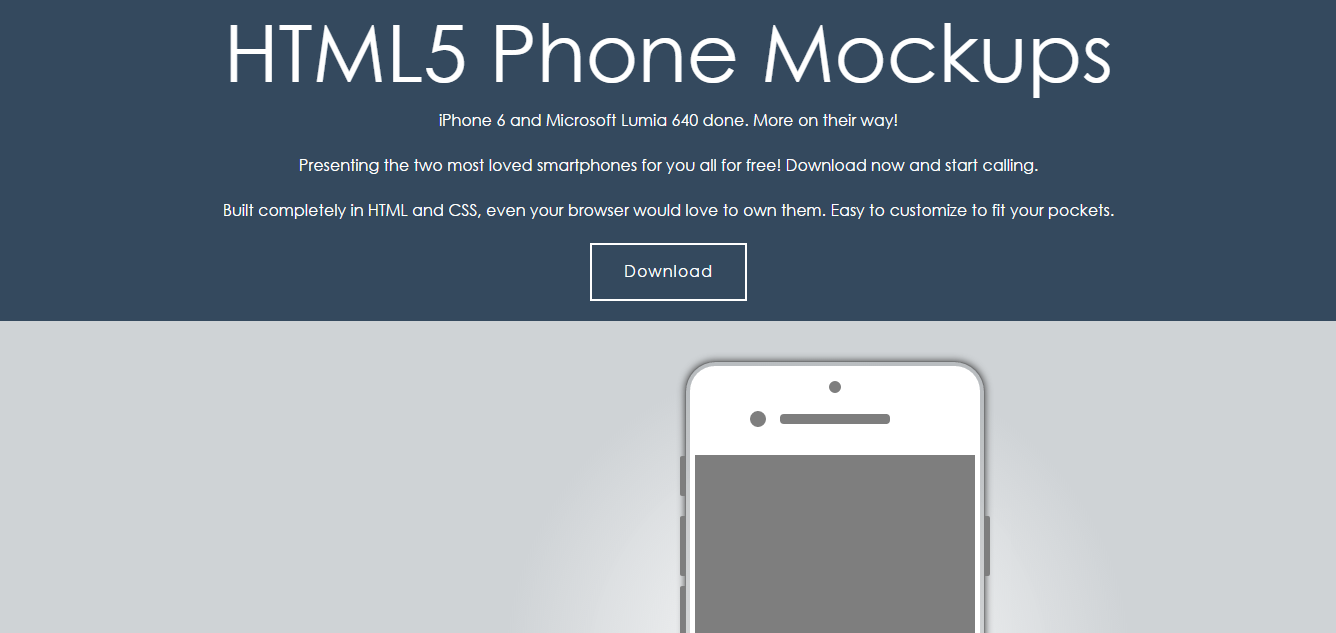 HTML5 Phone Mockups
iPhone 6 and Microsoft Lumia 640 done. More on their way!
Presenting the two most loved smartphones for you all for free! Download now and start calling.
Built completely in HTML and CSS, even your browser would love to own them. Easy to customize to fit your pockets.
Download